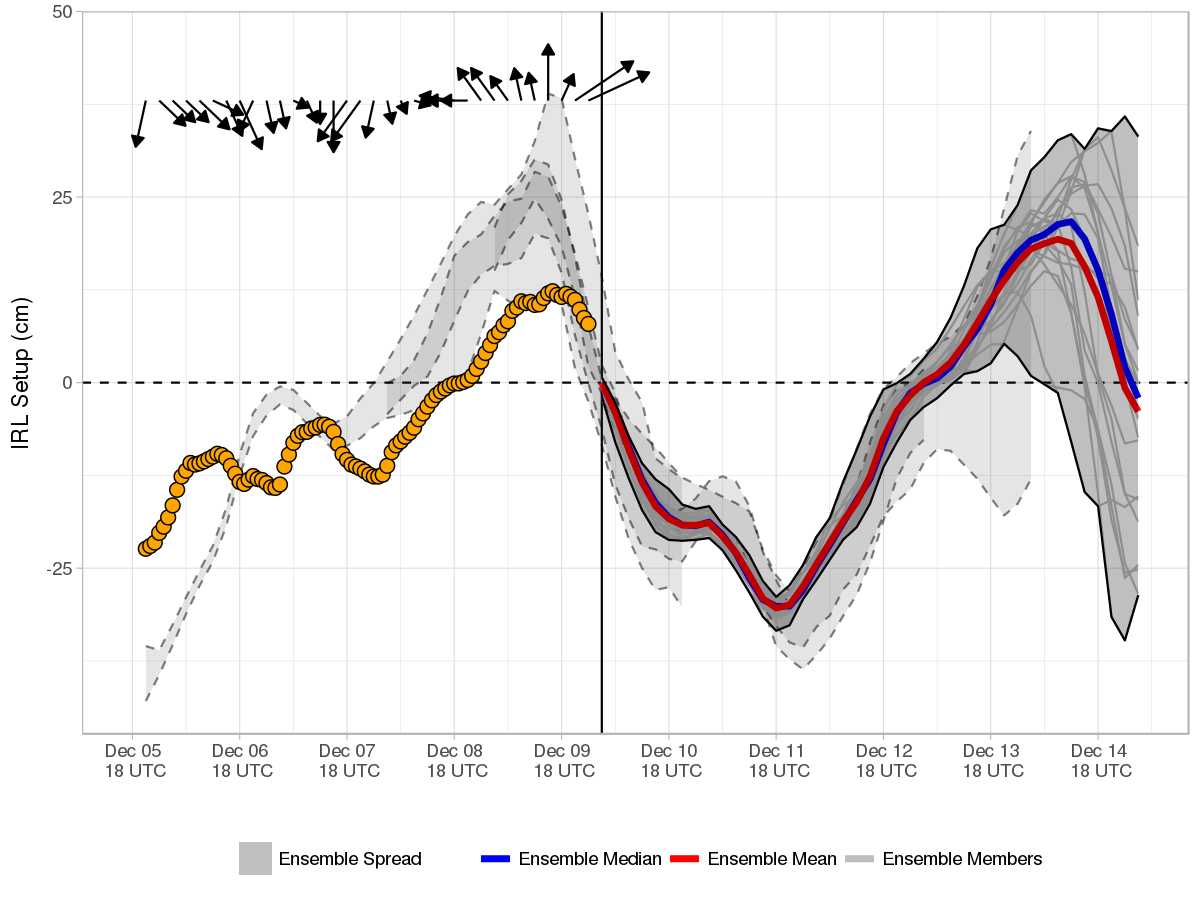 50
25
0
-25
IRL Setup (cm)
Dec 05 Dec 06 Dec 07 Dec 08 Dec 09 Dec 10 Dec 11 Dec 12 Dec 13 Dec 14
18 UTC 18 UTC 18 UTC 18 UTC 18 UTC 18 UTC 18 UTC 18 UTC 18 UTC 18 UTC
Ensemble Spread Ensemble Median Ensemble Mean Ensemble Members